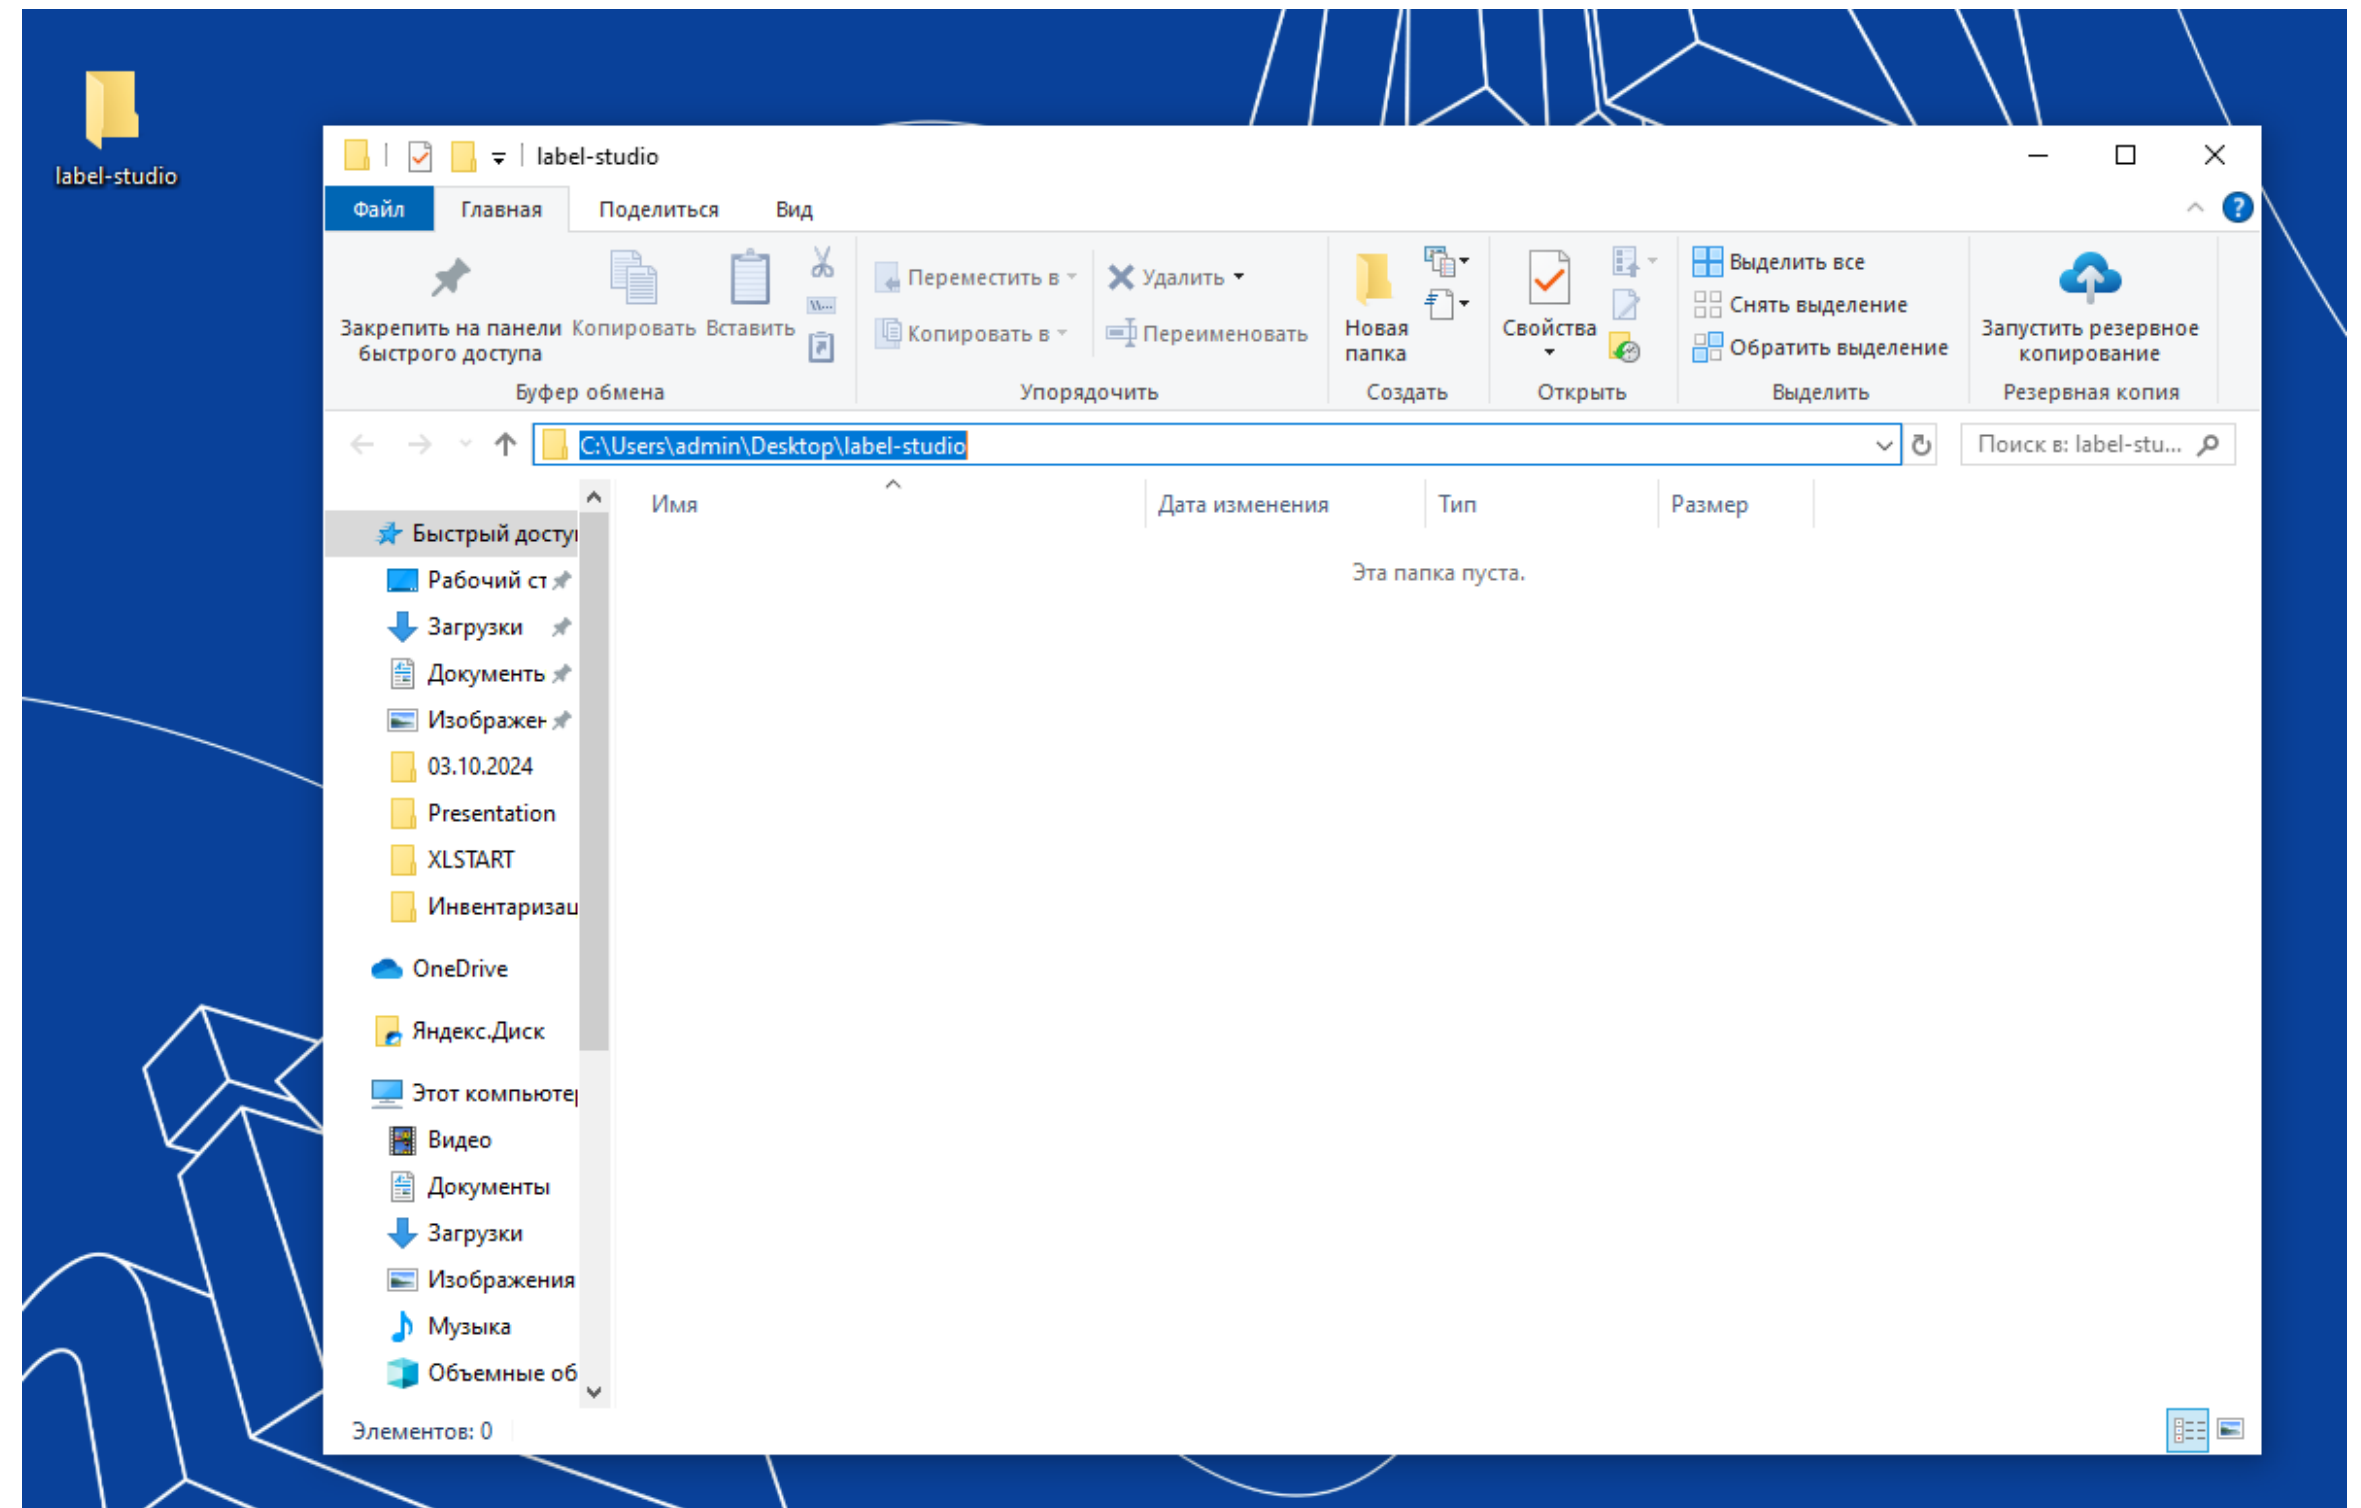 label-studio
label-studio
Файл Главная Поделиться Вид
Закрепить на панели быстрого доступа
Копировать
Вставить
Буфер обмена
Переместить в
Копировать в
Удалить
Переименовать
Упорядочить
Новая папка
Создать
Свойства
Открыть
Выделить все
Снять выделение
Обратить выделение
Выделить
Запустить резервное копирование
Резервная копия
C:\Users\admin\Desktop\label-studio
Поиск в: label-stu...
Имя Дата изменения Тип Размер
Эта папка пуста.
Быстрый досту
Рабочий ст
Загрузки
Документь
Изображен
03.10.2024
Presentation
XLSTART
Инвентаризац
OneDrive
Яндекс.Диск
Этот компьютер
Видео
Документы
Загрузки
Изображения
Музыка
Объемные об
Элементов: 0